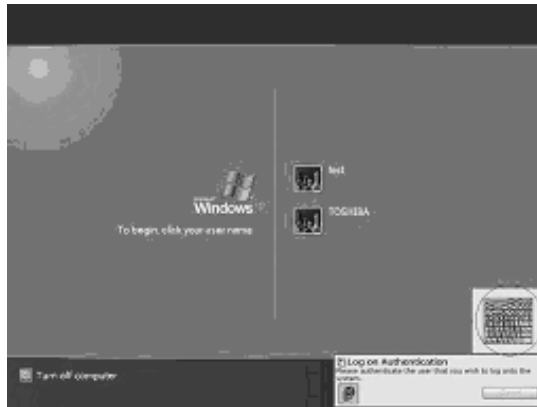 test
Windows
TOSHIBA
To begin, click your user name
Log on Authentication
Please authenticate the user that you wish to log onto the
system.
Turn off computer